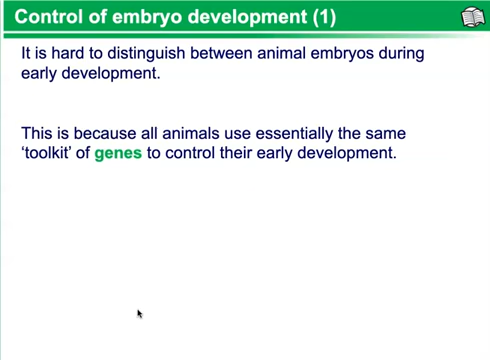 Control of embryo development (1)
It is hard to distinguish between animal embryos during
early development.
This is because all animals use essentially the same
‘toolkit’ of genes to control their early development.